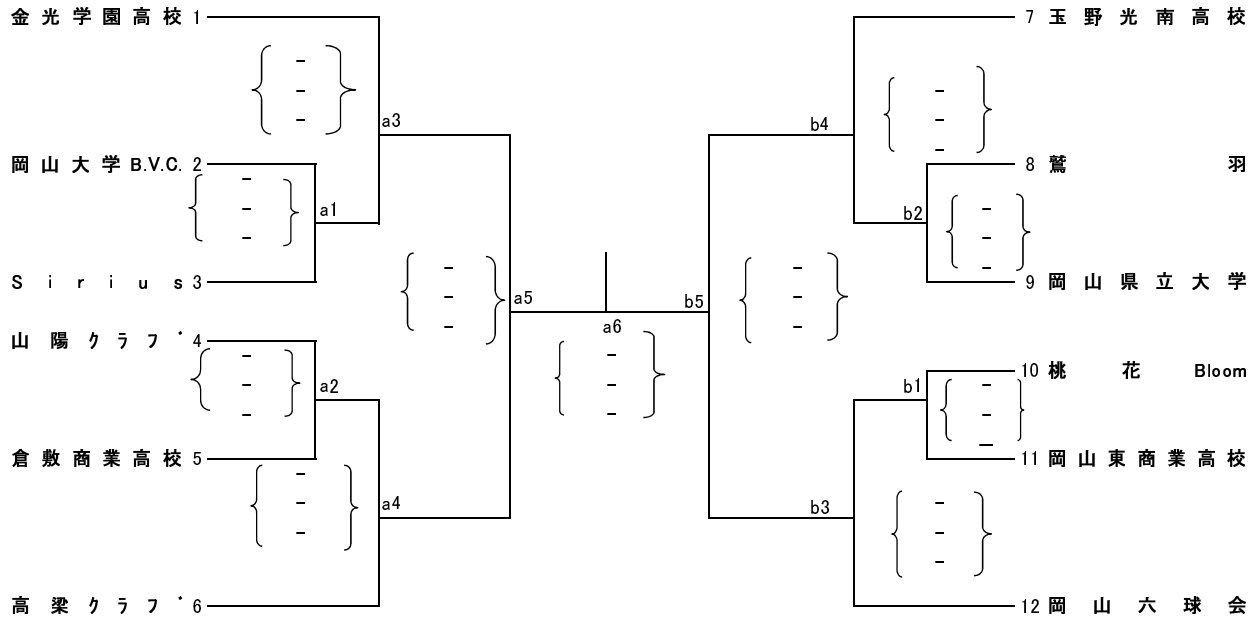 金光学園高校 1
7 玉野光南高校
a3
b4
岡山大学B.V.C. 2
8 鷲羽
a1
b2
Sirius 3
9 岡山県立大学
a5
b5
a6
山陽クラブ 4
10 桃花 Bloom
a2
b1
倉敷商業高校 5
11 岡山東商業高校
a4
b3
高梁クラブ 6
12 岡山六球会